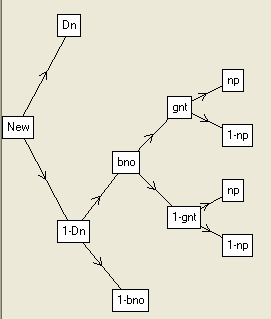 Dn
np
gnt
New
1-np
bno
np
1-gnt
1-Dn
1-np
1-bno